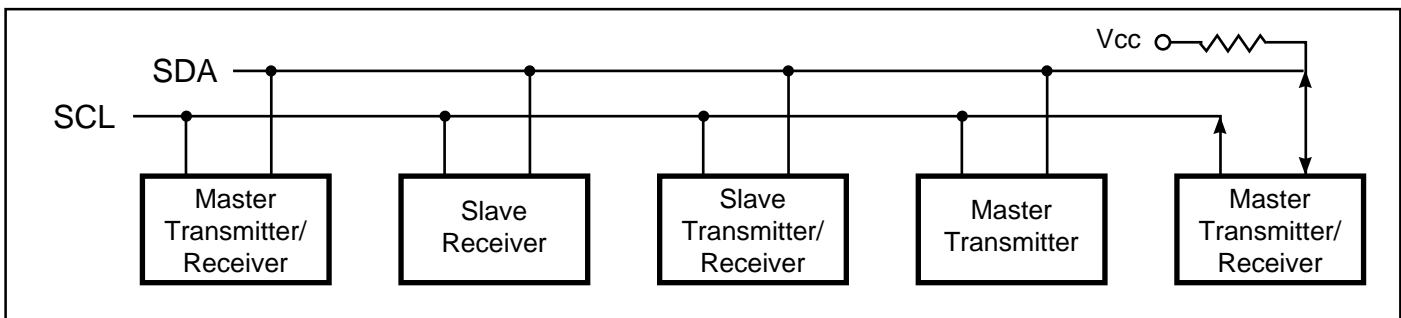 Vcc
SDA
SCL
Master
Transmitter/
Receiver
Slave
Receiver
Slave
Transmitter/
Receiver
Master
Transmitter
Master
Transmitter/
Receiver